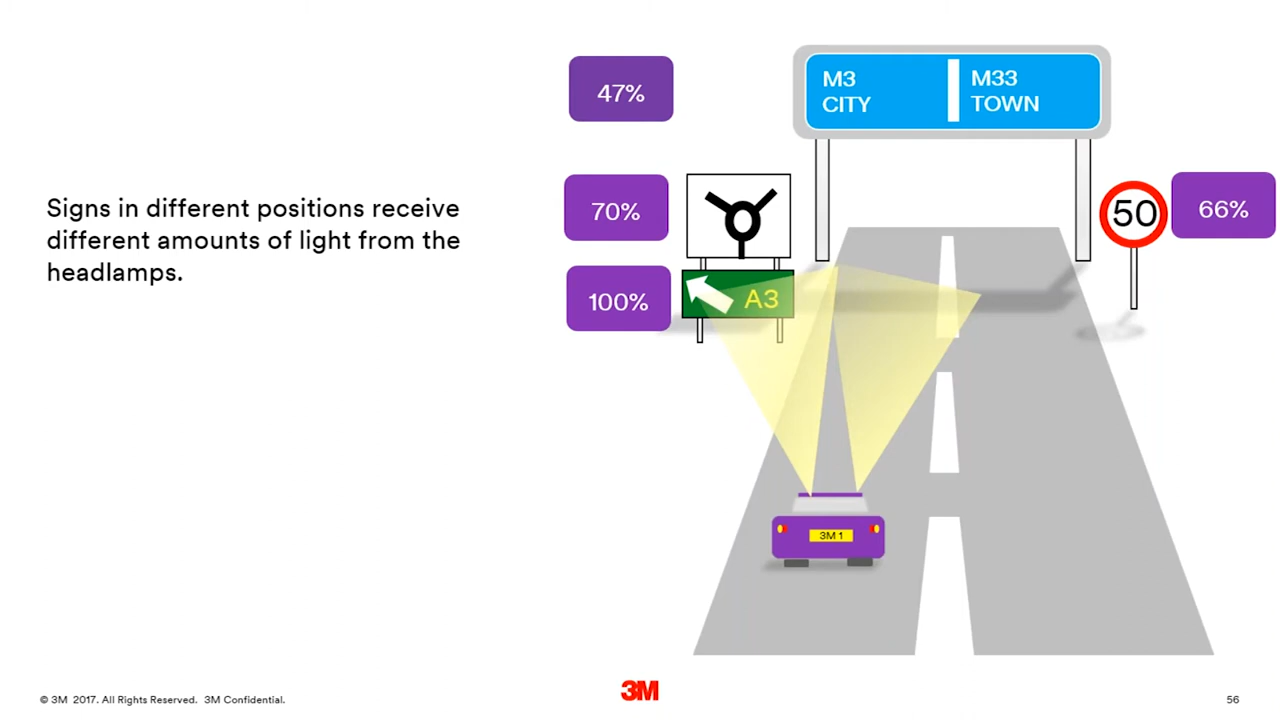 47%
M3
CITY
M33
TOWN
70%
50
66%
Signs in different positions receive
different amounts of light from the
headlamps.
100%
A3
3M 1
© 3M 2017. All Rights Reserved. 3M Confidential.
3M
56